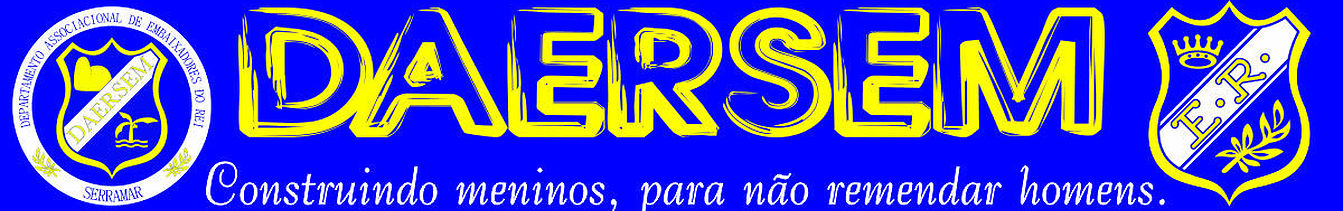 DEPARTAMENTO ASSOCIACIONAL DE EMBAIXADORES DO REI
DAERSEM
SERRAMAR
DAERSEM
Construindo meninos, para não remendar homens.
E.R.